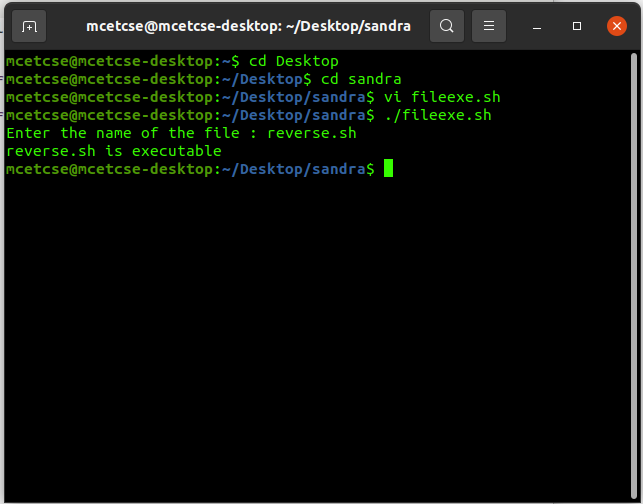 mcetcse@mcetcse-desktop: ~/Desktop/sandra
mcetcse@mcetcse-desktop:~$ cd Desktop
mcetcse@mcetcse-desktop:~/Desktop$ cd sandra
mcetcse@mcetcse-desktop:~/Desktop/sandra$ vi fileexe.sh
mcetcse@mcetcse-desktop:~/Desktop/sandra$ ./fileexe.sh
Enter the name of the file : reverse.sh
reverse.sh is executable
mcetcse@mcetcse-desktop:~/Desktop/sandra$